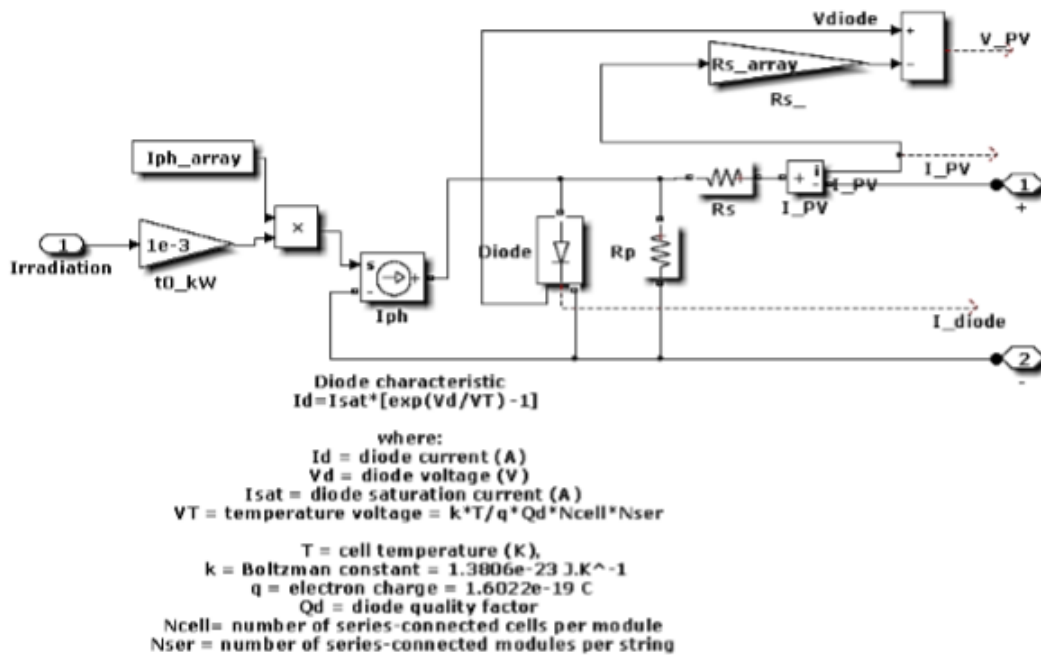 Vdiode
+
V_PV
Rs_array
-
Rs_
Iph_array
i
I_PV
1
+
-
I_PV
Rs
I_PV
+
1
1e-3
×
Diode
Rp
Irradiation
t0_kW
s
+
-
Iph
I_diode
2
-
Diode characteristic
Id=Isat*[exp(Vd/VT)-1]
where:
Id = diode current (A)
Vd = diode voltage (V)
Isat = diode saturation current (A)
VT = temperature voltage = k*T/q*Qd*Ncell*Nser
T = cell temperature (K),
k = Boltzman constant = 1.3806e-23 J.K^-1
q = electron charge = 1.6022e-19 C
Qd = diode quality factor
Ncell= number of series-connected cells per module
Nser = number of series-connected modules per string